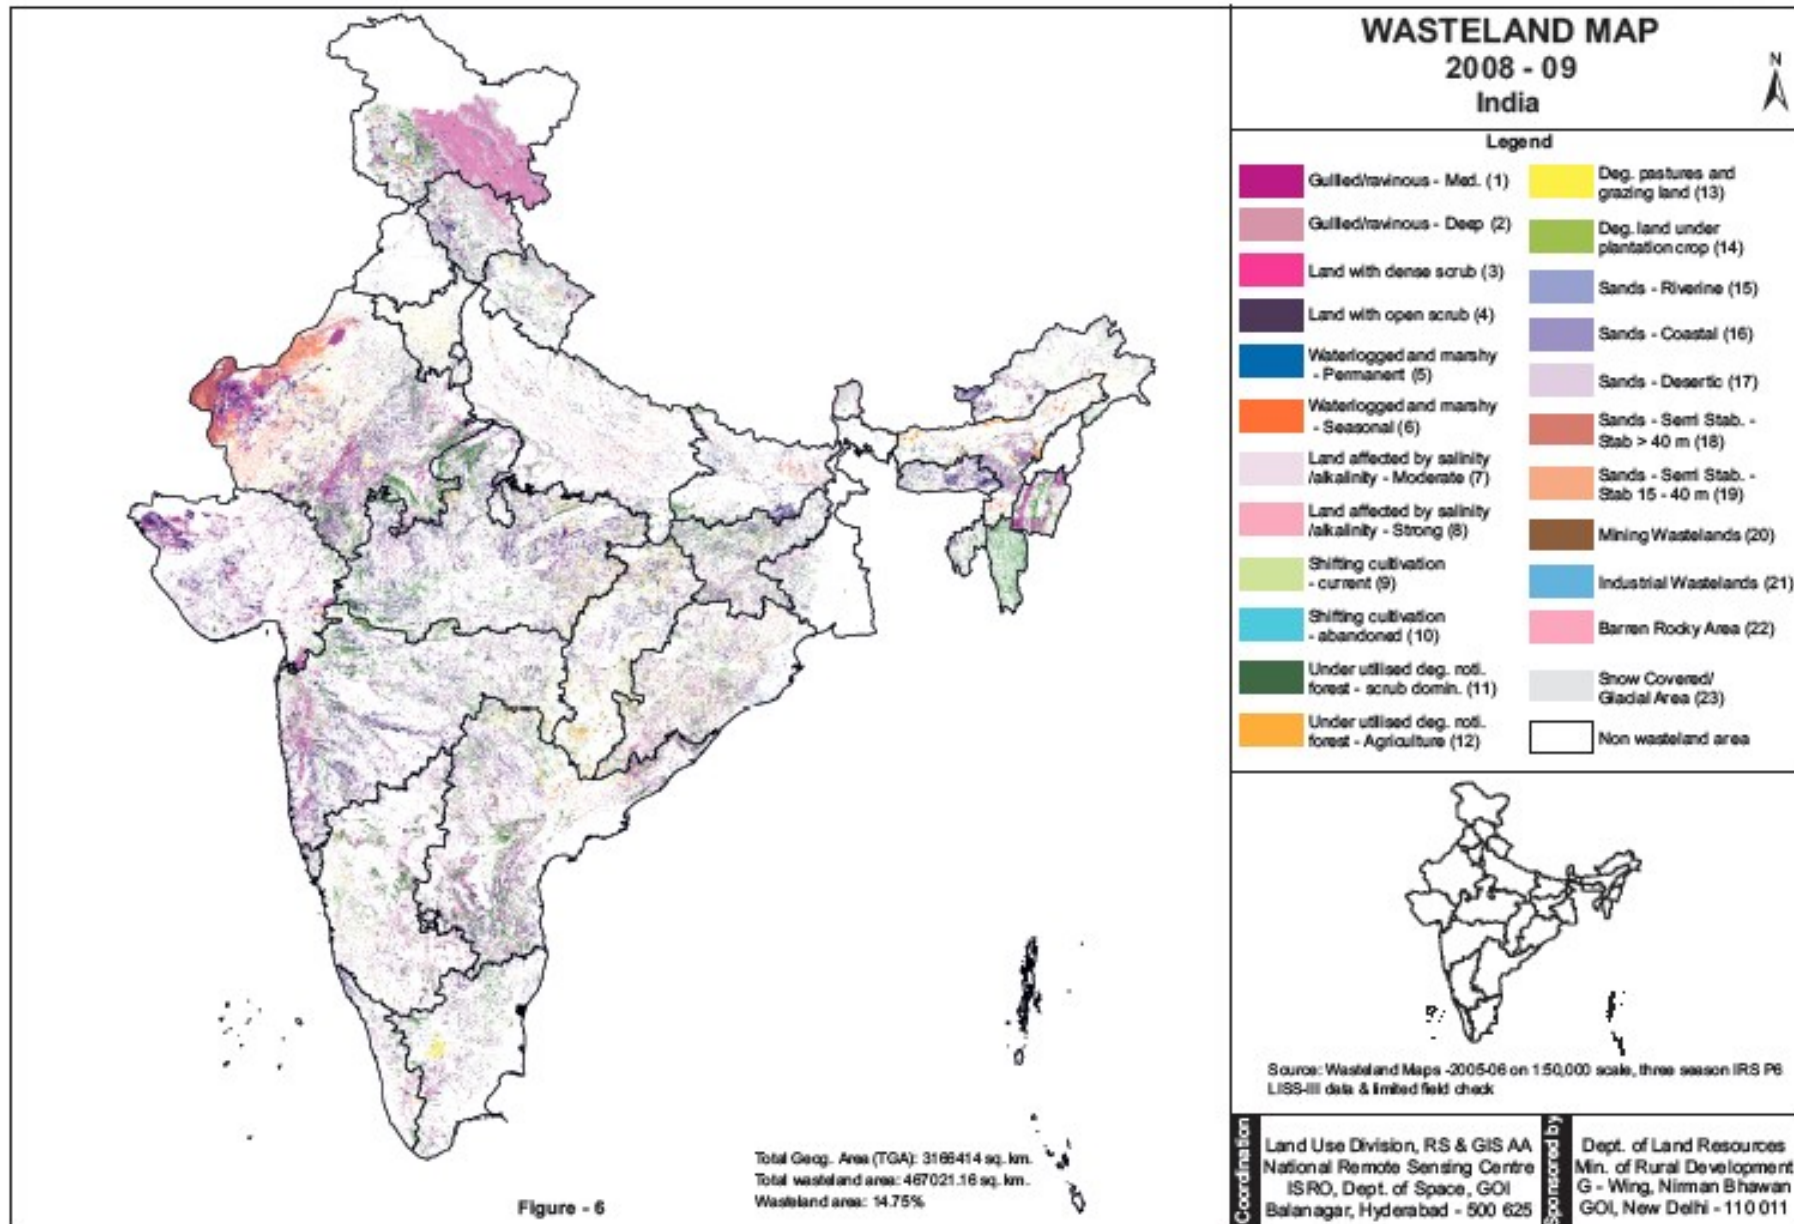 WASTELAND MAP
2008 - 09
India
N
Legend
Gullied/ravinous - Med. (1)
Gullied/ravinous - Deep (2)
Land with dense scrub (3)
Land with open scrub (4)
Waterlogged and marshy
- Permanent (5)
Waterlogged and marshy
- Seasonal (6)
Land affected by salinity
/alkalinity - Moderate (7)
Land affected by salinity
/alkalinity - Strong (8)
Shifting cultivation
- current (9)
Shifting cultivation
- abandoned (10)
Under utilised deg. noti.
forest - scrub domin. (11)
Under utilised deg. noti.
forest - Agriculture (12)
Deg. pastures and
grazing land (13)
Deg. land under
plantation crop (14)
Sands - Riverine (15)
Sands - Coastal (16)
Sands - Desertic (17)
Sands - Semi Stab. -
Stab > 40 m (18)
Sands - Semi Stab. -
Stab 15 - 40 m (19)
Mining Wastelands (20)
Industrial Wastelands (21)
Barren Rocky Area (22)
Snow Covered/
Glacial Area (23)
Non wasteland area
Source: Wasteland Maps -2005-06 on 1:50,000 scale, three season IRS P6
LISS-III data & limited field check
Coordination
Land Use Division, RS & GIS AA
National Remote Sensing Centre
ISRO, Dept. of Space, GOI
Balanagar, Hyderabad - 500 625
Sponsored by
Dept. of Land Resources
Min. of Rural Development
G - Wing, Nirman Bhawan
GOI, New Delhi - 110 011
Total Geog. Area (TGA): 3166414 sq. km.
Total wasteland area: 467021.16 sq. km.
Wasteland area: 14.75%
Figure - 6